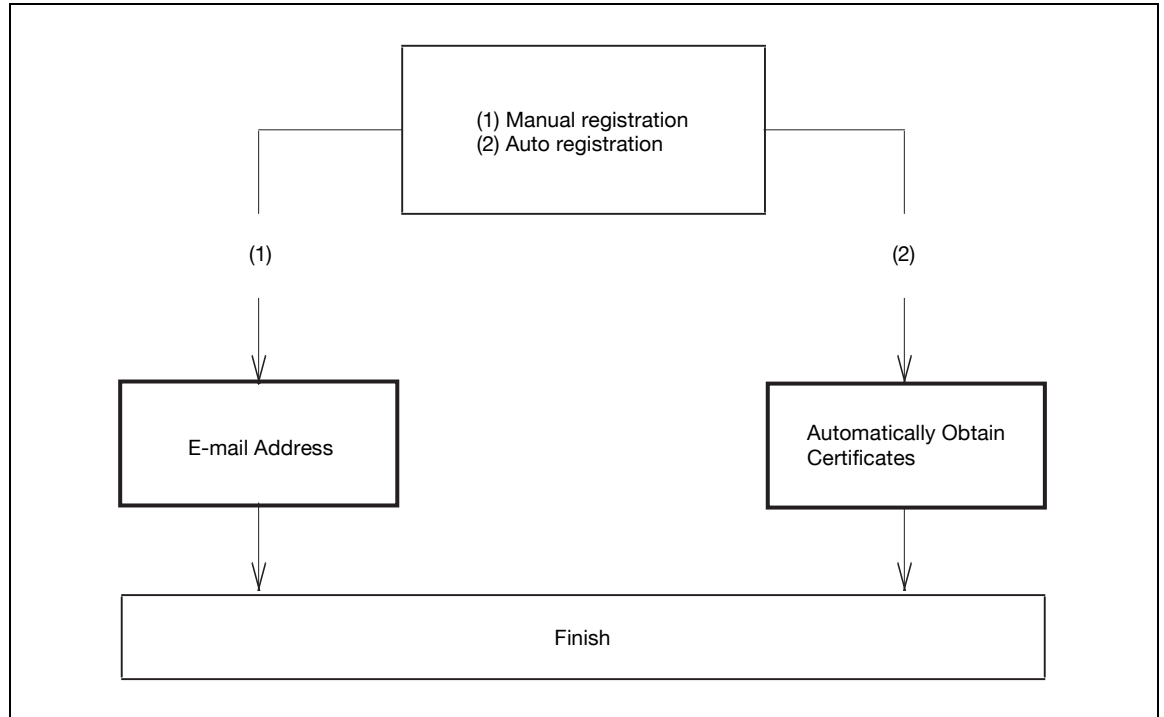 (1) Manual registration
(2) Auto registration
(1)
(2)
E-mail Address
Automatically Obtain
Certificates
Finish